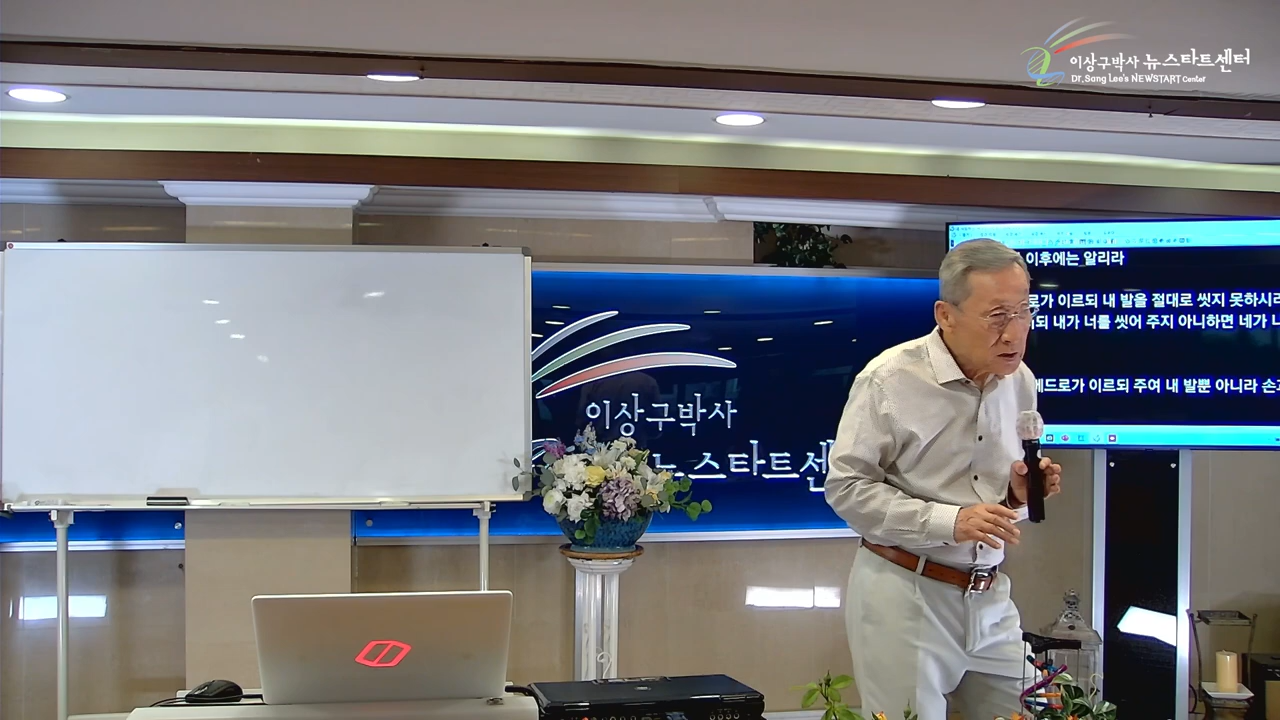 이상구박사 뉴스타트센터
Dr. Sang Lee's NEWSTART Center
이후에는 알리라
로가 이르되 내 발을 절대로 씻지 못하시리
되 내가 너를 씻어 주지 아니하면 네가 나
베드로가 이르되 주여 내 발뿐 아니라 손과
이상구박사
뉴스타트센